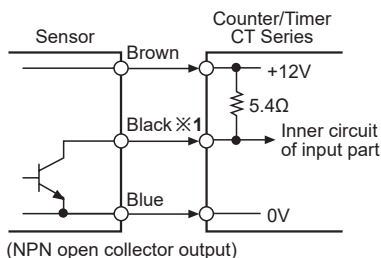 Counter/Timer
CT Series
Sensor
Brown
+12V
5.4Ω
Black ※1
Inner circuit
of input part
Blue
0V
(NPN open collector output)